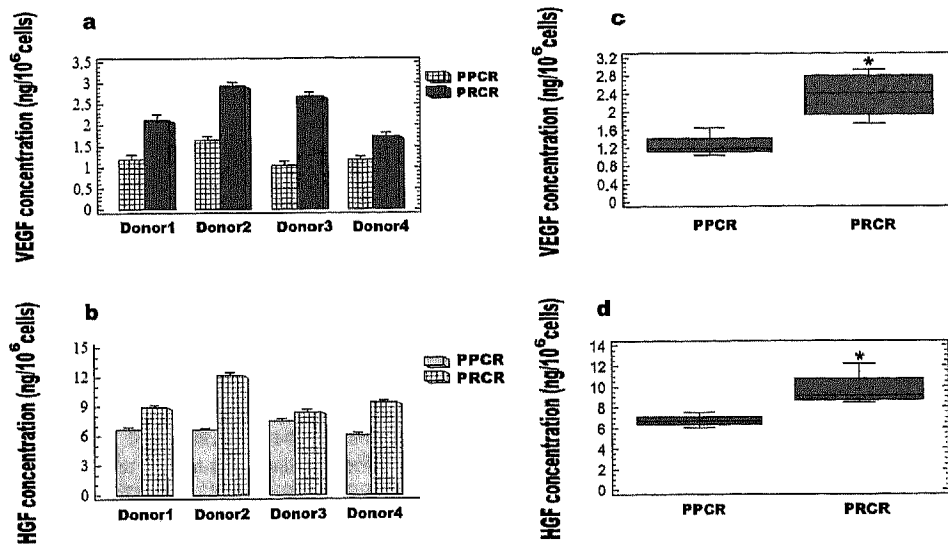 a
VEGF concentration (ng/10⁶cells)
3,5
3
2,5
2
1,5
1
0,5
0
PPCR
PRCR
Donor1 Donor2 Donor3 Donor4
c
VEGF concentration (ng/10⁶cells)
3.2
2.8
2.4
2
1.6
1.2
0.8
0.4
0
*
PPCR PRCR
b
HGF concentration (ng/10⁶cells)
15
12
9
6
3
0
PPCR
PRCR
Donor1 Donor2 Donor3 Donor4
d
HGF concentration (ng/10⁶cells)
14
12
10
8
6
4
2
0
*
PPCR PRCR